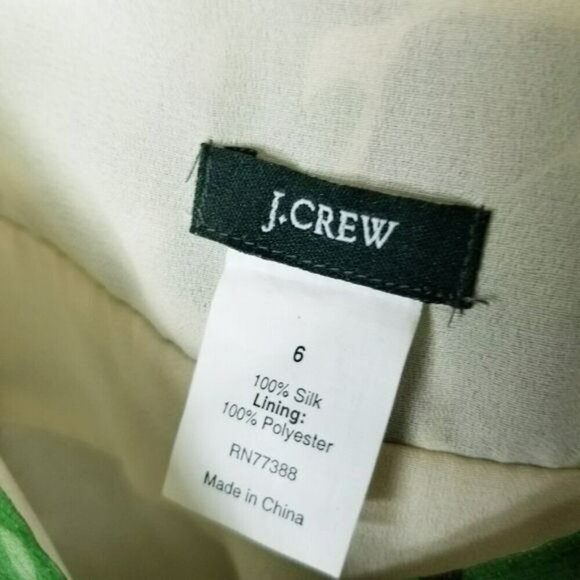 J.CREW
6
100% Silk
Lining:
100% Polyester
RN77388
Made in China